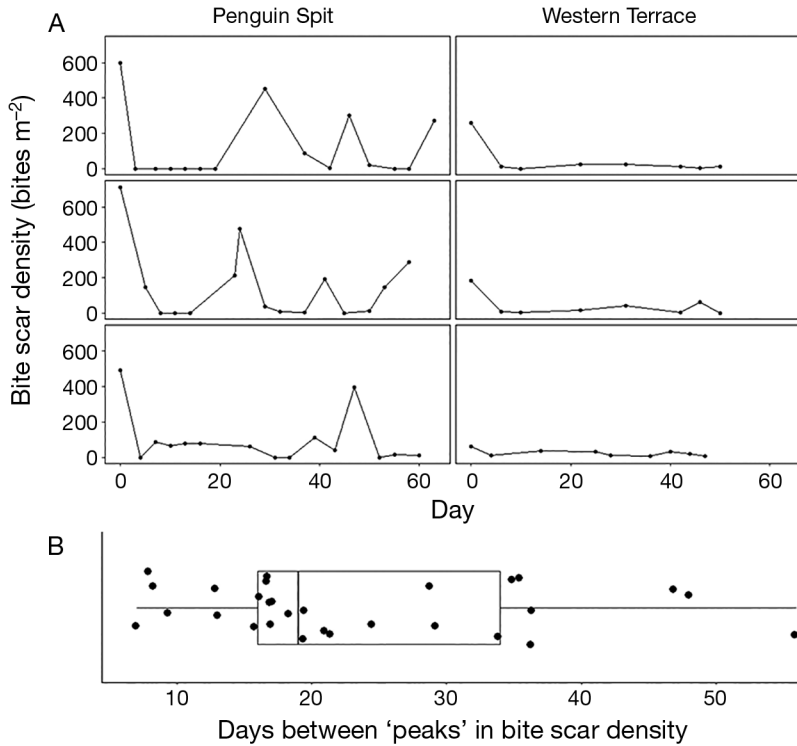 A
Penguin Spit
Western Terrace
Bite scar density (bites m⁻²)
600
400
200
0
600
400
200
0
600
400
200
0
0 20 40 60 0 20 40 60
Day
B
10 20 30 40 50
Days between ‘peaks’ in bite scar density